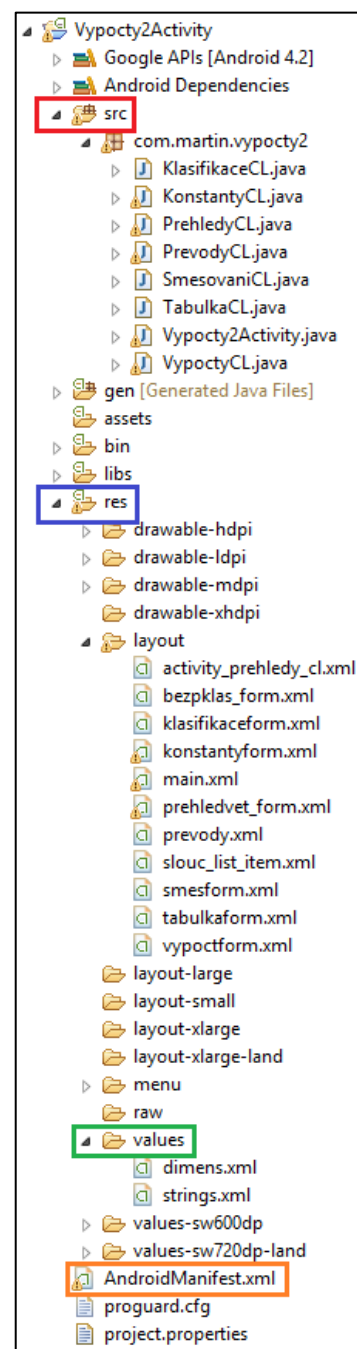 Vypocty2Activity
Google APIs [Android 4.2]
Android Dependencies
src
com.martin.vypocty2
KlasifikaceCL.java
KonstantyCL.java
PrehledyCL.java
PrevodyCL.java
SmesovaniCL.java
TabulkaCL.java
Vypocty2Activity.java
VypoctyCL.java
gen [Generated Java Files]
assets
bin
libs
res
drawable-hdpi
drawable-ldpi
drawable-mdpi
drawable-xhdpi
layout
activity_prehledy_cl.xml
bezpklas_form.xml
klasifikaceform.xml
konstantyform.xml
main.xml
prehledvet_form.xml
prevody.xml
slouc_list_item.xml
smesform.xml
tabulkaform.xml
vypoctform.xml
layout-large
layout-small
layout-xlarge
layout-xlarge-land
menu
raw
values
dimens.xml
strings.xml
values-sw600dp
values-sw720dp-land
AndroidManifest.xml
proguard.cfg
project.properties